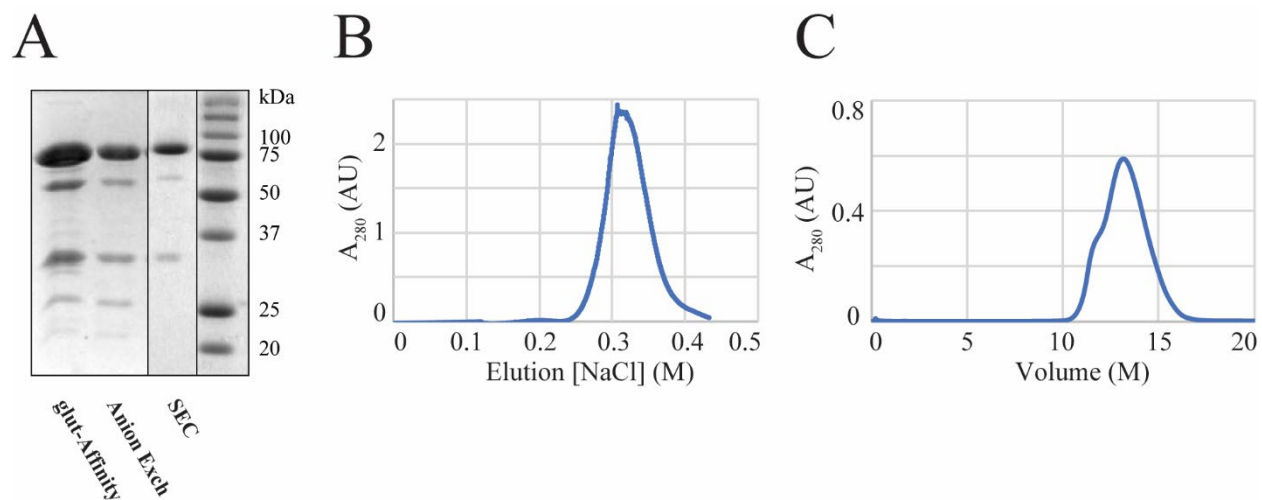 A
kDa
100
75
50
37
25
20
glut-Affinity
Anion Exch
SEC
B
A280 (AU)
2
1
0
0 0.1 0.2 0.3 0.4 0.5
Elution [NaCl] (M)
C
A280 (AU)
0.8
0.4
0
0 5 10 15 20
Volume (M)